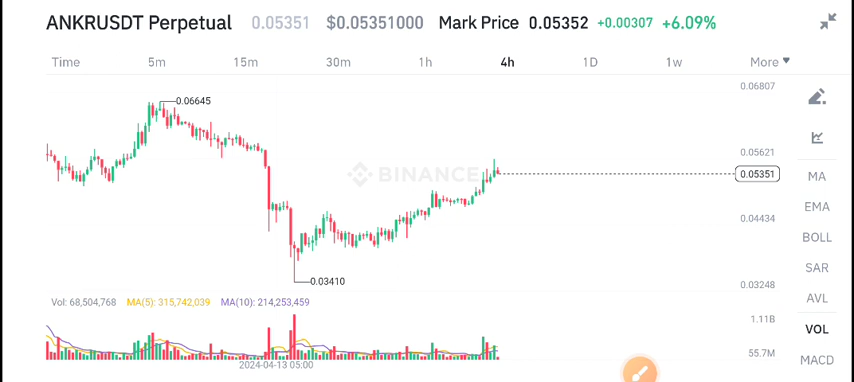 ANKRUSDT Perpetual 0.05351 $0.05351000 Mark Price 0.05352 +0.00307 +6.09%
Time 5m 15m 30m 1h 4h 1D 1w More
0.06807
0.06645
0.05621
BINANCE
0.05351
MA
EMA
0.04434
BOLL
SAR
0.03410
0.03248
Vol: 68,504,768 MA(5): 315,742,039 MA(10): 214,253,459
AVL
1.11B
VOL
55.7M
MACD
2024-04-13 05:00